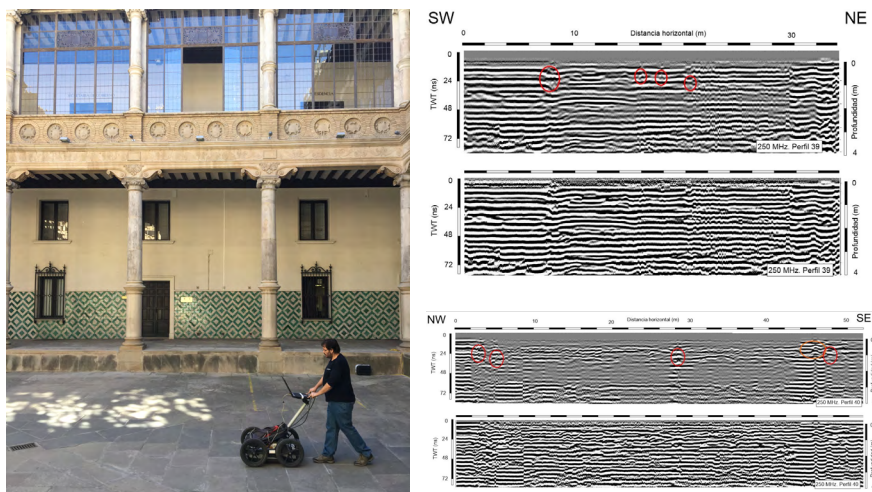 SW
NE
0
10
Distancia horizontal (m)
30
0
24
48
72
TWT (ns)
0
4
Profundidad (m)
250 MHz. Perfil 39
0
24
48
72
TWT (ns)
0
4
Profundidad (m)
250 MHz. Perfil 39
NW
SE
0
10
20
Distancia horizontal (m)
30
40
50
0
24
48
72
TWT (ns)
250 MHz. Perfil 40
0
24
48
72
TWT (ns)
250 MHz. Perfil 40